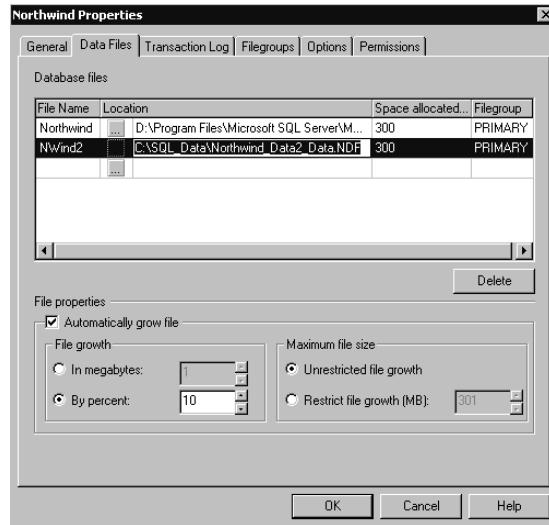 Northwind Properties
General Data Files Transaction Log Filegroups Options Permissions
Database files
File Name Location Space allocated... Filegroup
Northwind ... D:\Program Files\Microsoft SQL Server\M... 300 PRIMARY
NWind2 C:\SQL_Data\Northwind_Data2_Data.NDF 300 PRIMARY
...
Delete
File properties
Automatically grow file
File growth Maximum file size
In megabytes: 1 Unrestricted file growth
By percent: 10 Restrict file growth (MB): 301
OK Cancel Help